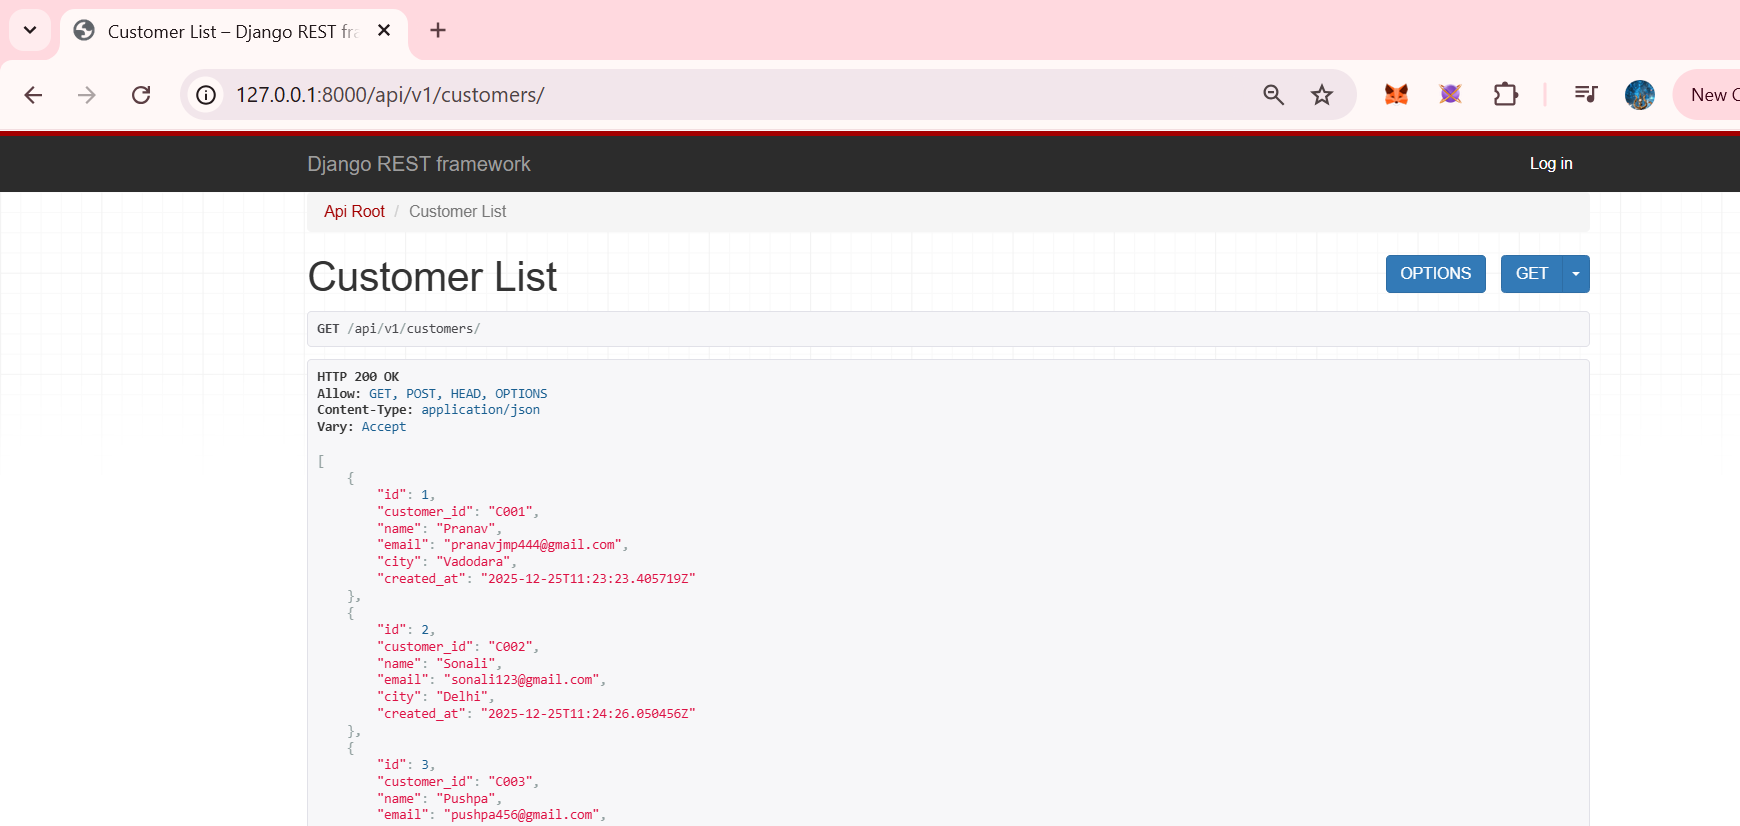 Customer List – Django REST fra
127.0.0.1:8000/api/v1/customers/
New C
Django REST framework
Log in
Api Root / Customer List
Customer List
OPTIONS
GET
GET /api/v1/customers/
HTTP 200 OK
Allow: GET, POST, HEAD, OPTIONS
Content-Type: application/json
Vary: Accept
[
{
"id": 1,
"customer_id": "C001",
"name": "Pranav",
"email": "pranavjmp444@gmail.com",
"city": "Vadodara",
"created_at": "2025-12-25T11:23:23.405719Z"
},
{
"id": 2,
"customer_id": "C002",
"name": "Sonali",
"email": "sonali123@gmail.com",
"city": "Delhi",
"created_at": "2025-12-25T11:24:26.050456Z"
},
{
"id": 3,
"customer_id": "C003",
"name": "Pushpa",
"email": "pushpa456@gmail.com",